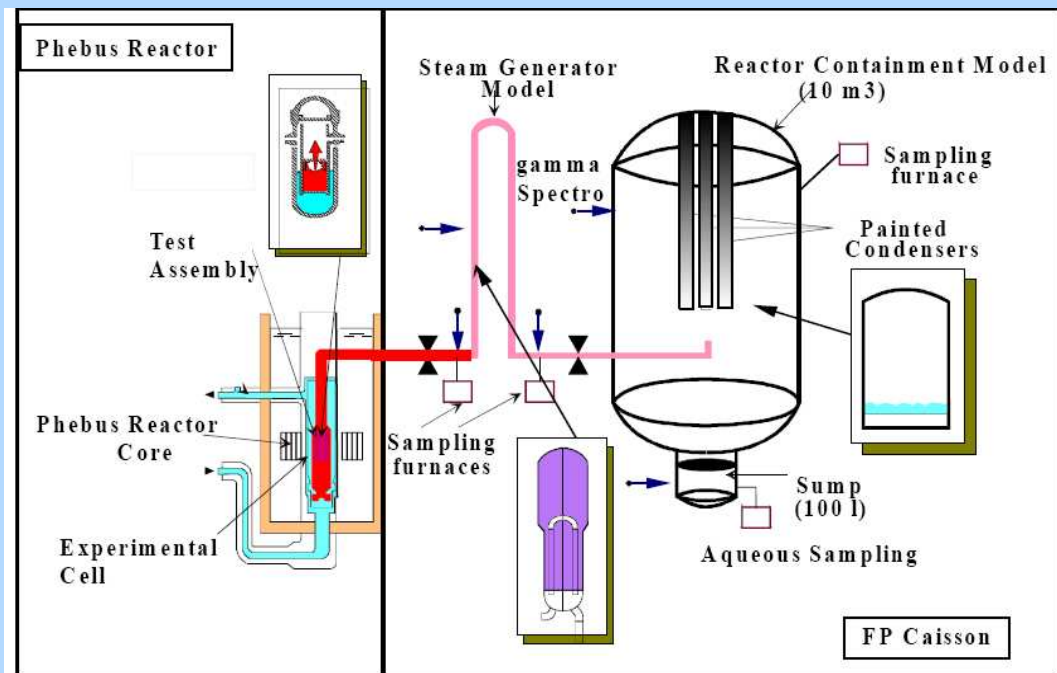 Phebus Reactor
Steam Generator
Model
Reactor Containment Model
(10 m3)
gamma
Spectro
Sampling
furnace
Painted
Condensers
Test
Assembly
Phebus Reactor
Core
Sampling
furnaces
Experimental
Cell
Sump
(100 l)
Aqueous Sampling
FP Caisson